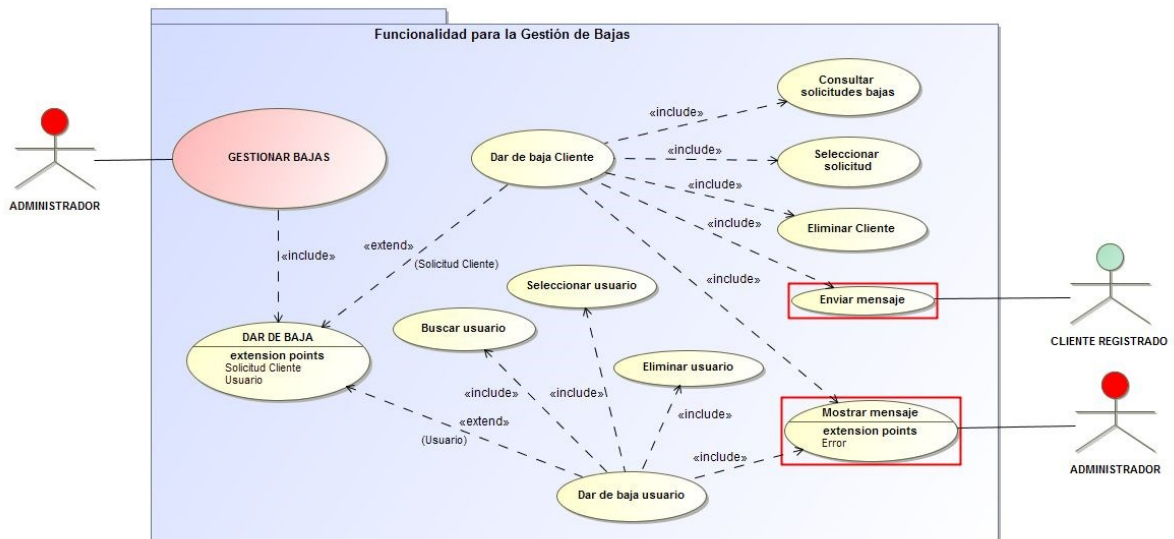 Funcionalidad para la Gestión de Bajas
Consultar
solicitudes bajas
«include»
ADMINISTRADOR
GESTIONAR BAJAS
Dar de baja Cliente
«include»
Seleccionar
solicitud
«include»
Eliminar Cliente
«include»
«extend»
(Solicitud Cliente)
«include»
«include»
Seleccionar usuario
Enviar mensaje
CLIENTE REGISTRADO
Buscar usuario
DAR DE BAJA
extension points
Solicitud Cliente
Usuario
Eliminar usuario
«include»
«include»
«include»
«extend»
(Usuario)
Mostrar mensaje
extension points
Error
«include»
ADMINISTRADOR
Dar de baja usuario